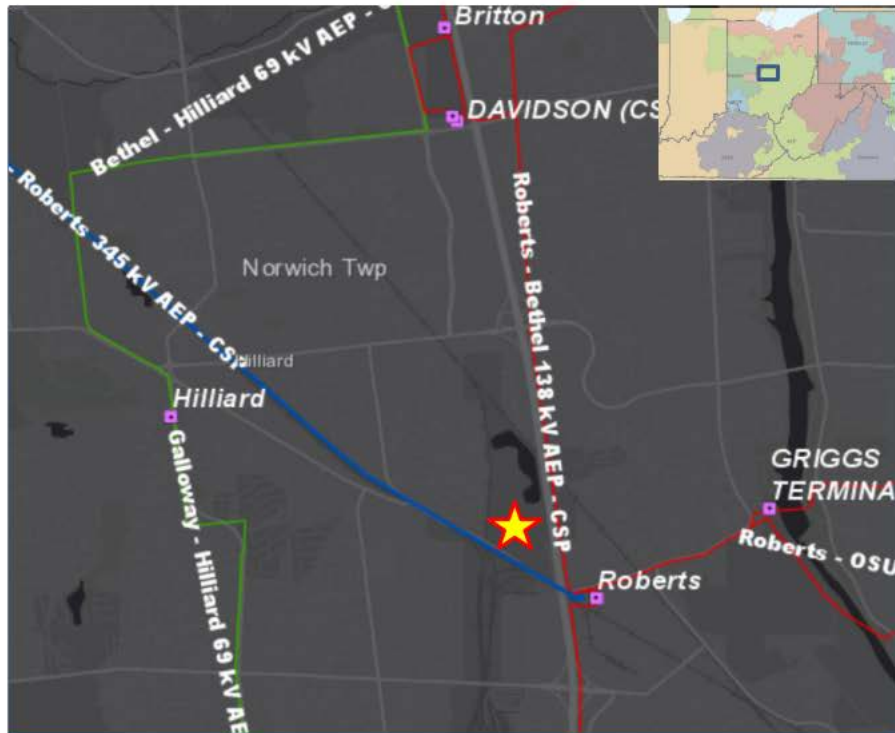 Britton
Bethel - Hilliard 69 kV AEP - C
DAVIDSON (CS
- Roberts 345 kV AEP - CSP
Roberts - Bethel 138 kV AEP - CSP
Norwich Twp
Hilliard
Hilliard
Galloway - Hilliard 69 kV AE
GRIGGS
TERMINA
Roberts - OSU
Roberts